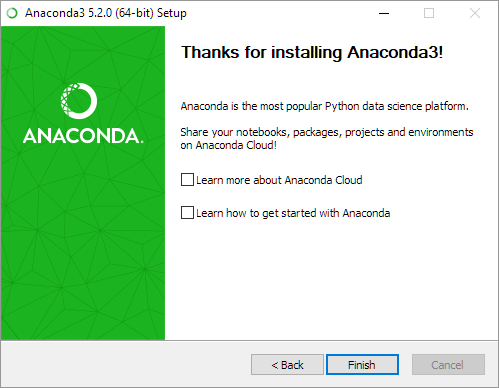 Anaconda3 5.2.0 (64-bit) Setup
Thanks for installing Anaconda3!
Anaconda is the most popular Python data science platform.
Share your notebooks, packages, projects and environments
on Anaconda Cloud!
ANACONDA.
Learn more about Anaconda Cloud
Learn how to get started with Anaconda
< Back
Finish
Cancel